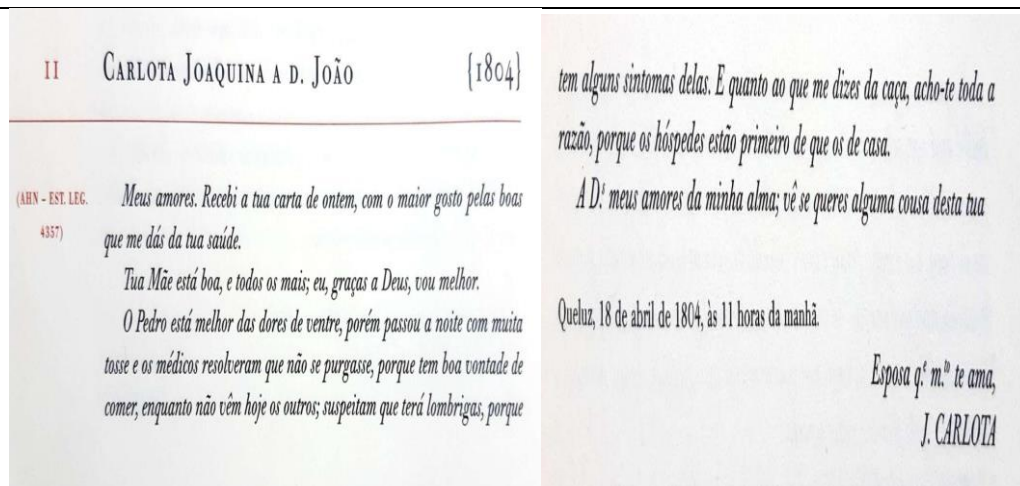 II CARLOTA JOAQUINA A D. JOÃO {1804}
(AHN – EST. LEG.
4357)
Meus amores. Recebi a tua carta de ontem, com o maior gosto pelas boas
que me dás da tua saúde.
Tua Mãe está boa, e todos os mais; eu, graças a Deus, vou melhor.
O Pedro está melhor das dores de ventre, porém passou a noite com muita
tosse e os médicos resolveram que não se purgasse, porque tem boa vontade de
comer, enquanto não vêm hoje os outros; suspeitam que terá lombrigas, porque
tem alguns sintomas delas. E quanto ao que me dizes da caça, acho-te toda a
razão, porque os hóspedes estão primeiro de que os de casa.
A D.ˢ meus amores da minha alma; vê se queres alguma cousa desta tua
Queluz, 18 de abril de 1804, às 11 horas da manhã.
Esposa q.ᵉ m.ᵗᵒ te ama,
J. CARLOTA